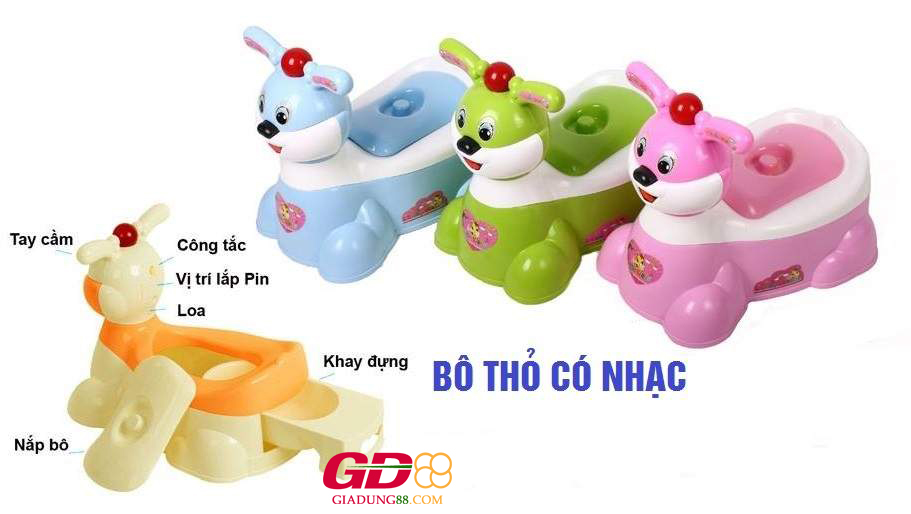 Tay cầm
Công tắc
Vị trí lắp Pin
Loa
Khay đựng
Nắp bô
BÔ THỎ CÓ NHẠC
GD88
GIADUNG88.COM